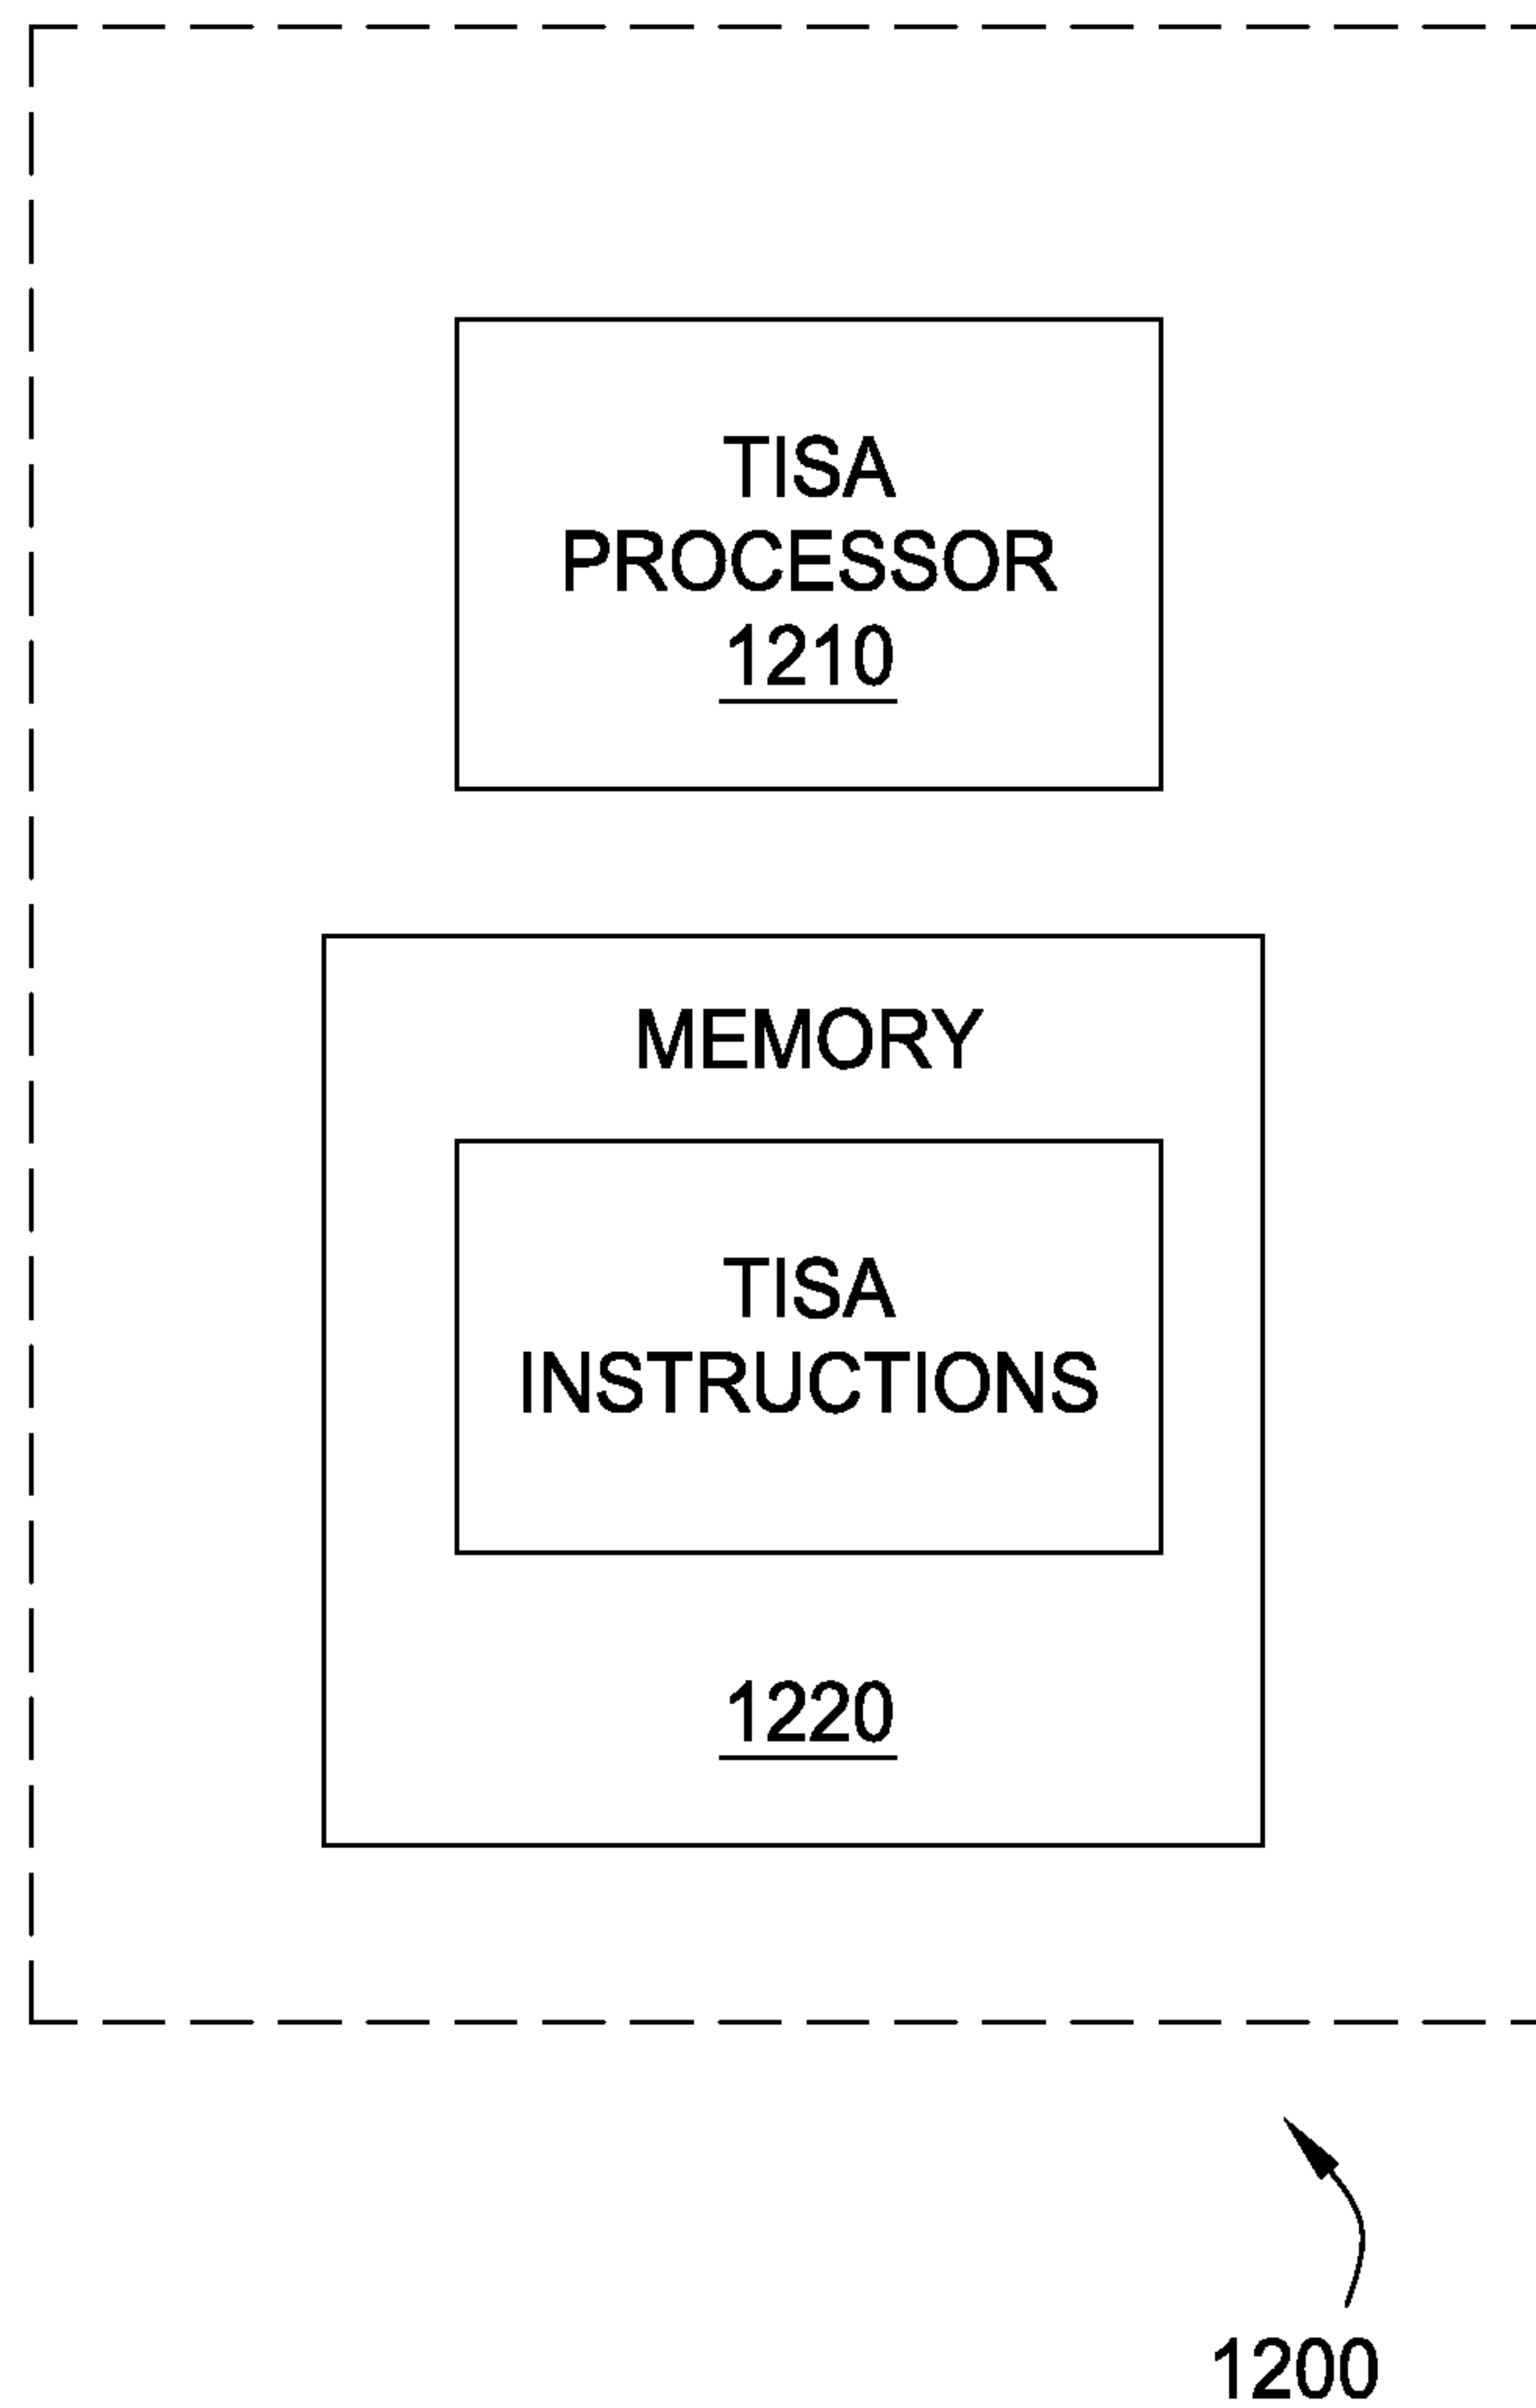 TISA
PROCESSOR
1210
MEMORY
TISA
INSTRUCTIONS
1220
1200